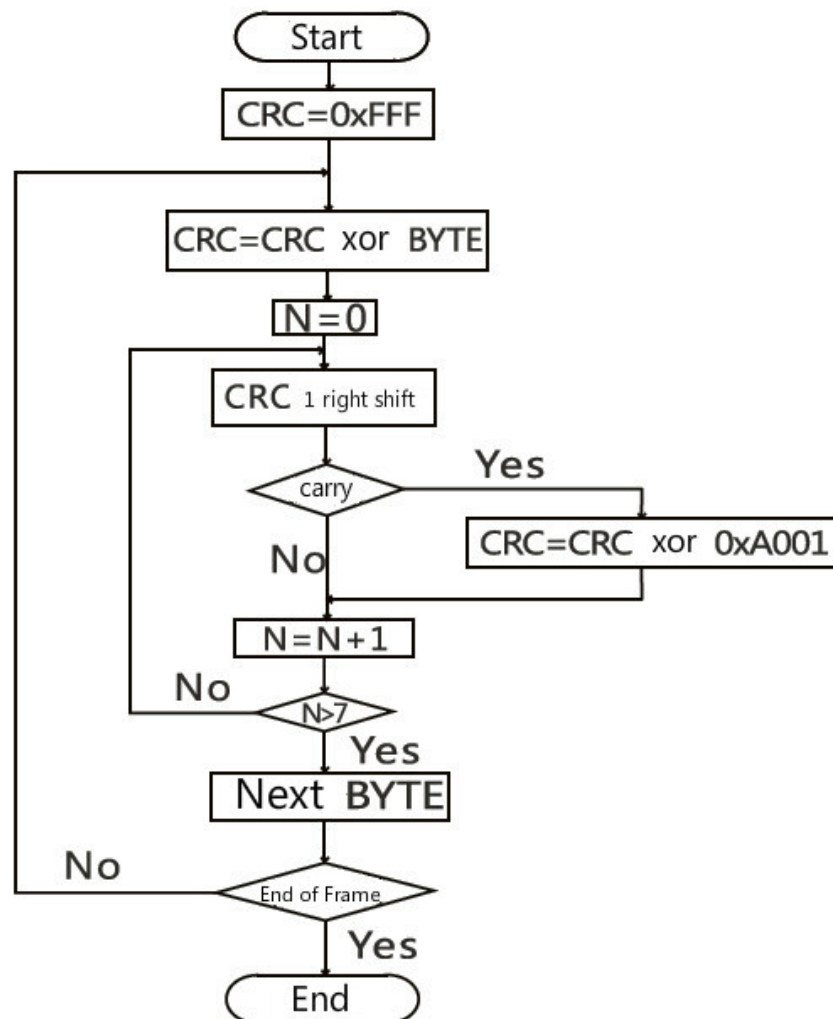 Start
CRC=0xFFF
CRC=CRC xor BYTE
N=0
CRC 1 right shift
carry
Yes
CRC=CRC xor 0xA001
No
N=N+1
No
N>7
Yes
Next BYTE
No
End of Frame
Yes
End